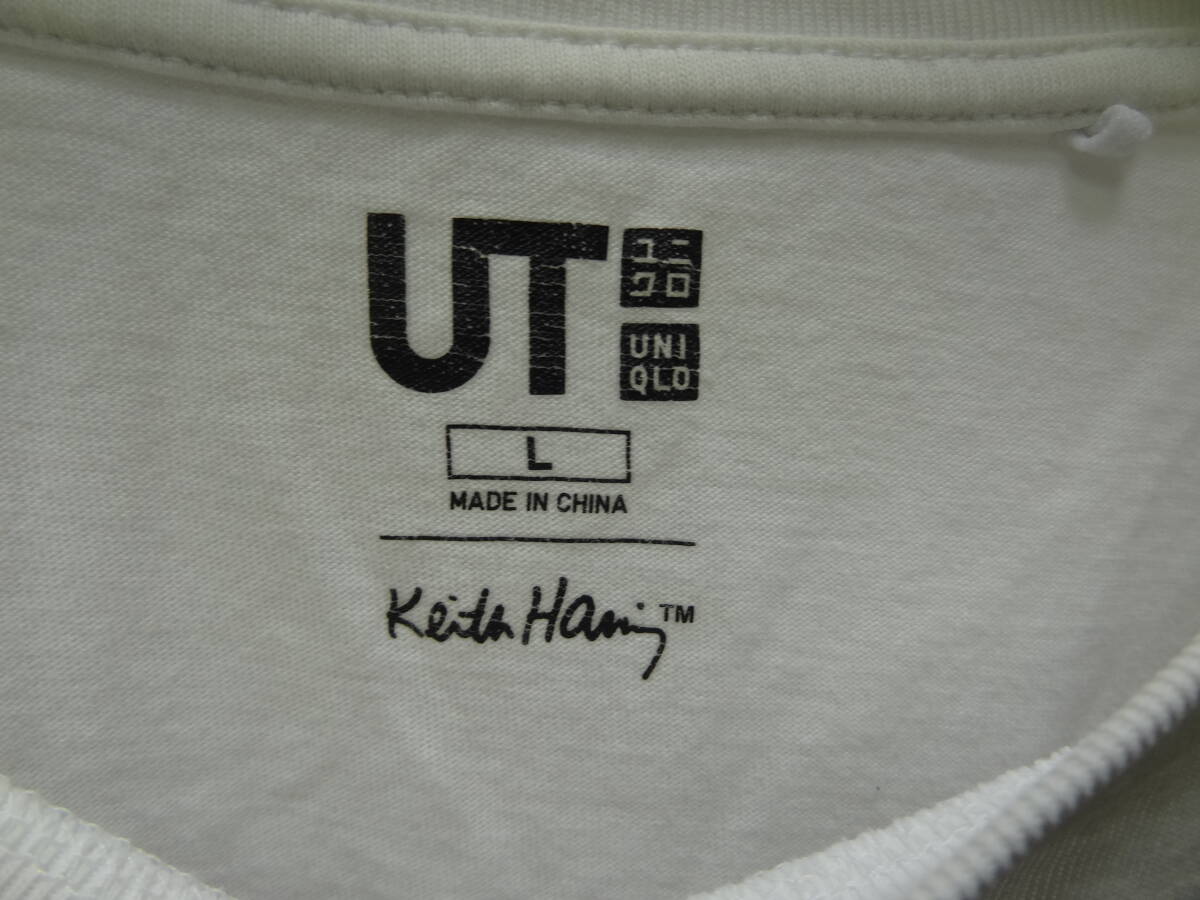 UT
ユニ
クロ
UNI
QLO
L
MADE IN CHINA
Keith Haring™